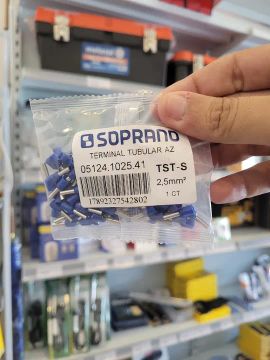 SOPRANO
TERMINAL TUBULAR AZ
05124.1025.41
TST-S
2,5mm²
1 CT
17892327542802